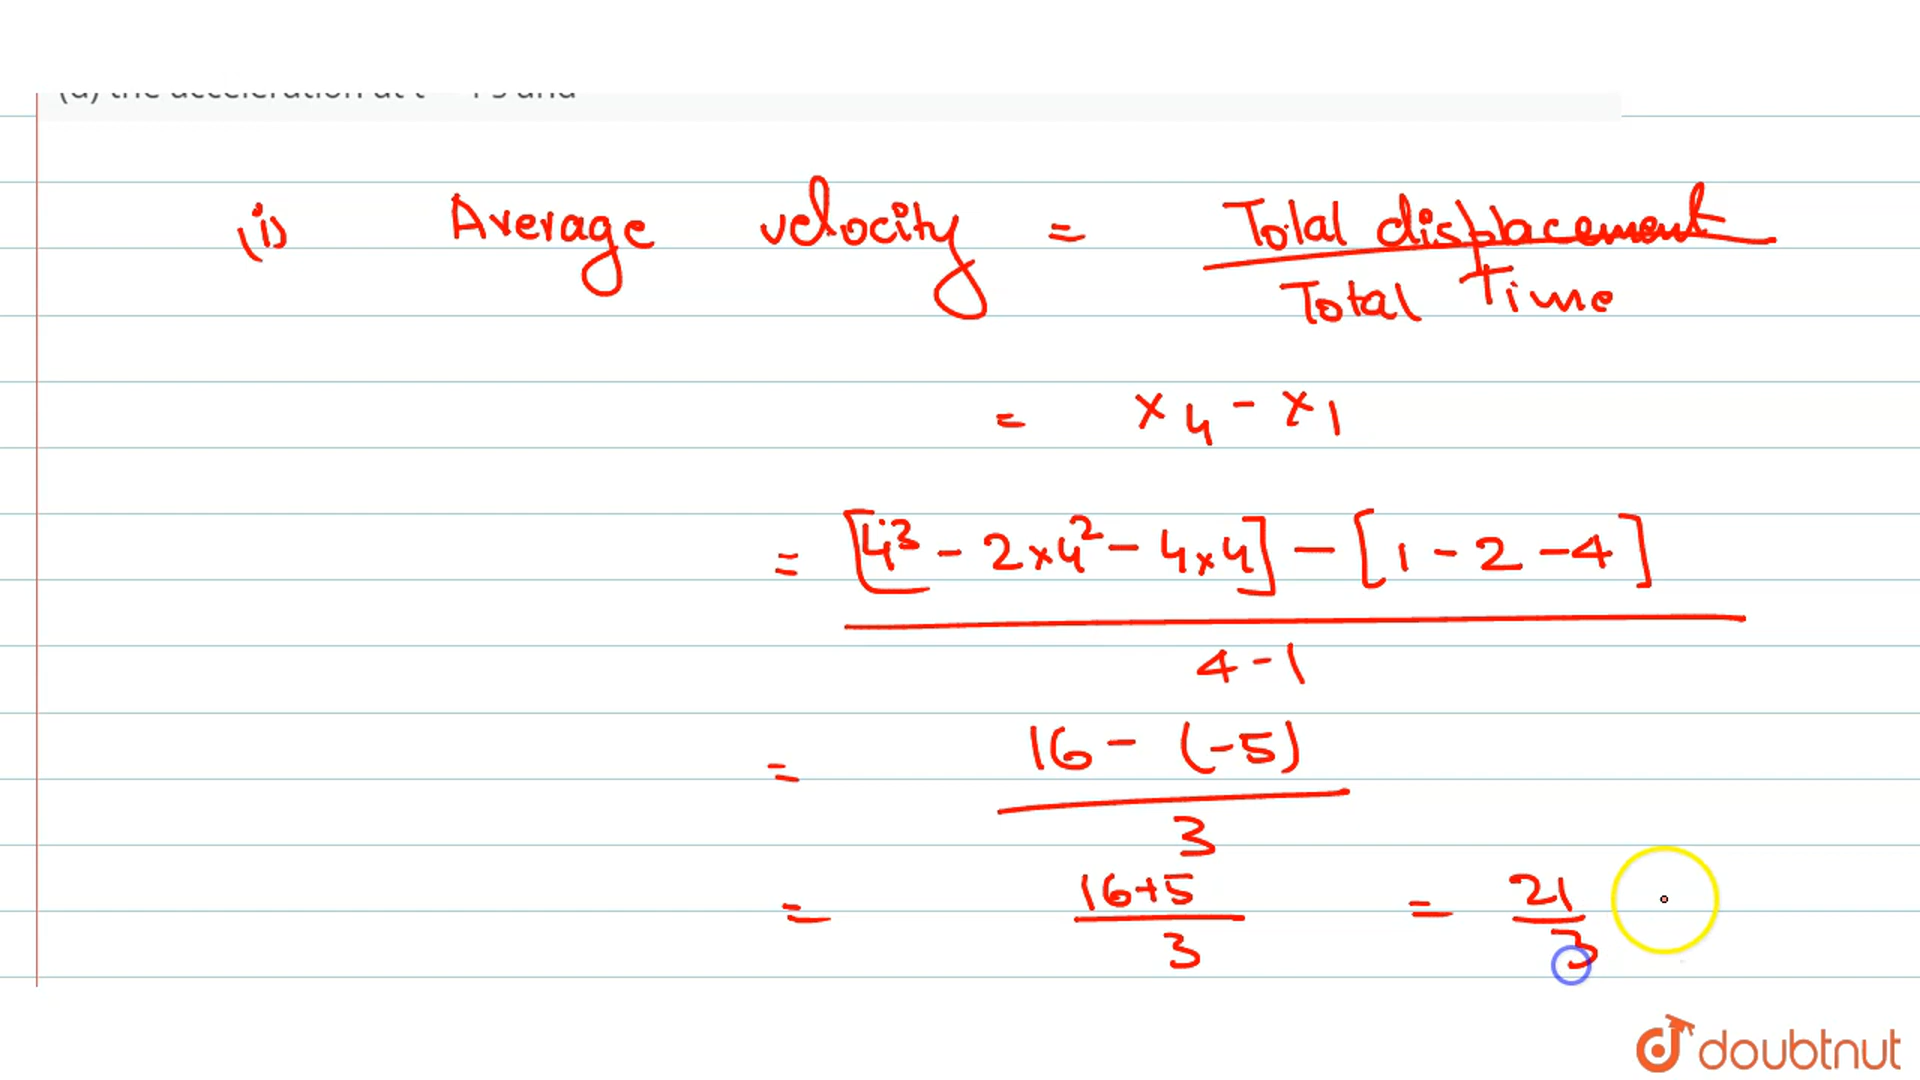 (i) Average velocity = Total displacement / Total Time
= x₄ - x₁
= [4³ - 2×4² - 4×4] - [1 - 2 - 4] / 4 - 1
= 16 - (-5) / 3
= 16+5 / 3 = 21 / 3
doubtnut